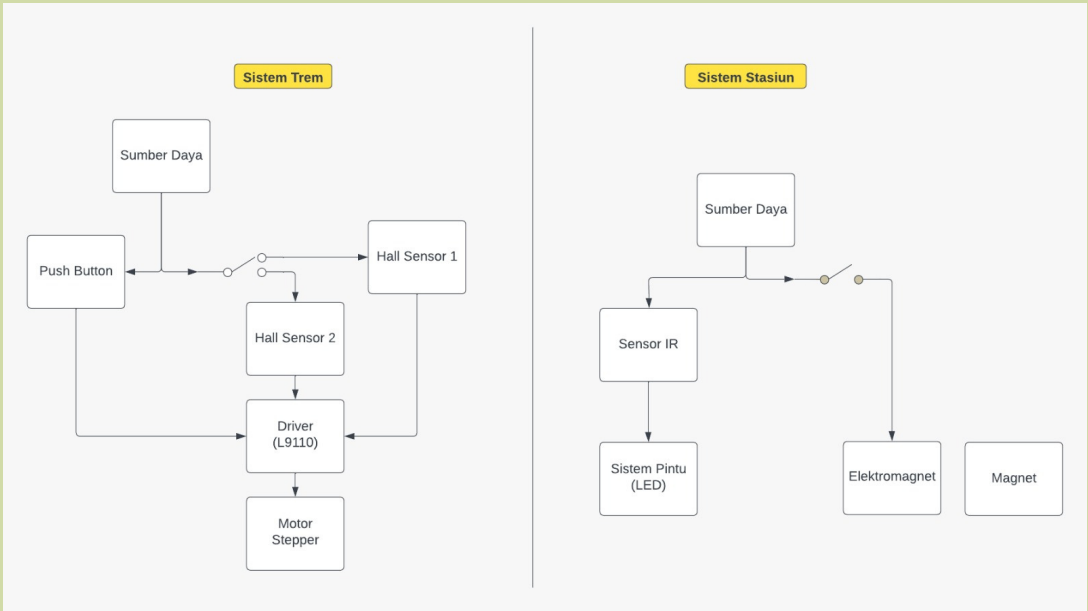 Sistem Trem
Sumber Daya
Push Button
Hall Sensor 1
Hall Sensor 2
Driver
(L9110)
Motor
Stepper
Sistem Stasiun
Sumber Daya
Sensor IR
Sistem Pintu
(LED)
Elektromagnet
Magnet